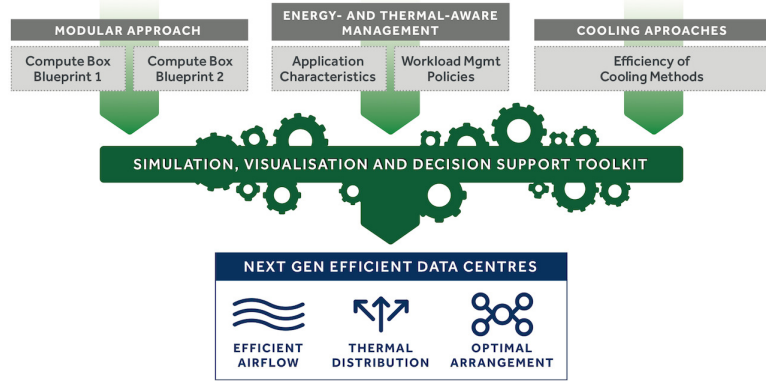 MODULAR APPROACH
ENERGY- AND THERMAL-AWARE
MANAGEMENT
COOLING APROACHES
Compute Box
Blueprint 1
Compute Box
Blueprint 2
Application
Characteristics
Workload Mgmt
Policies
Efficiency of
Cooling Methods
SIMULATION, VISUALISATION AND DECISION SUPPORT TOOLKIT
NEXT GEN EFFICIENT DATA CENTRES
EFFICIENT
AIRFLOW
THERMAL
DISTRIBUTION
OPTIMAL
ARRANGEMENT